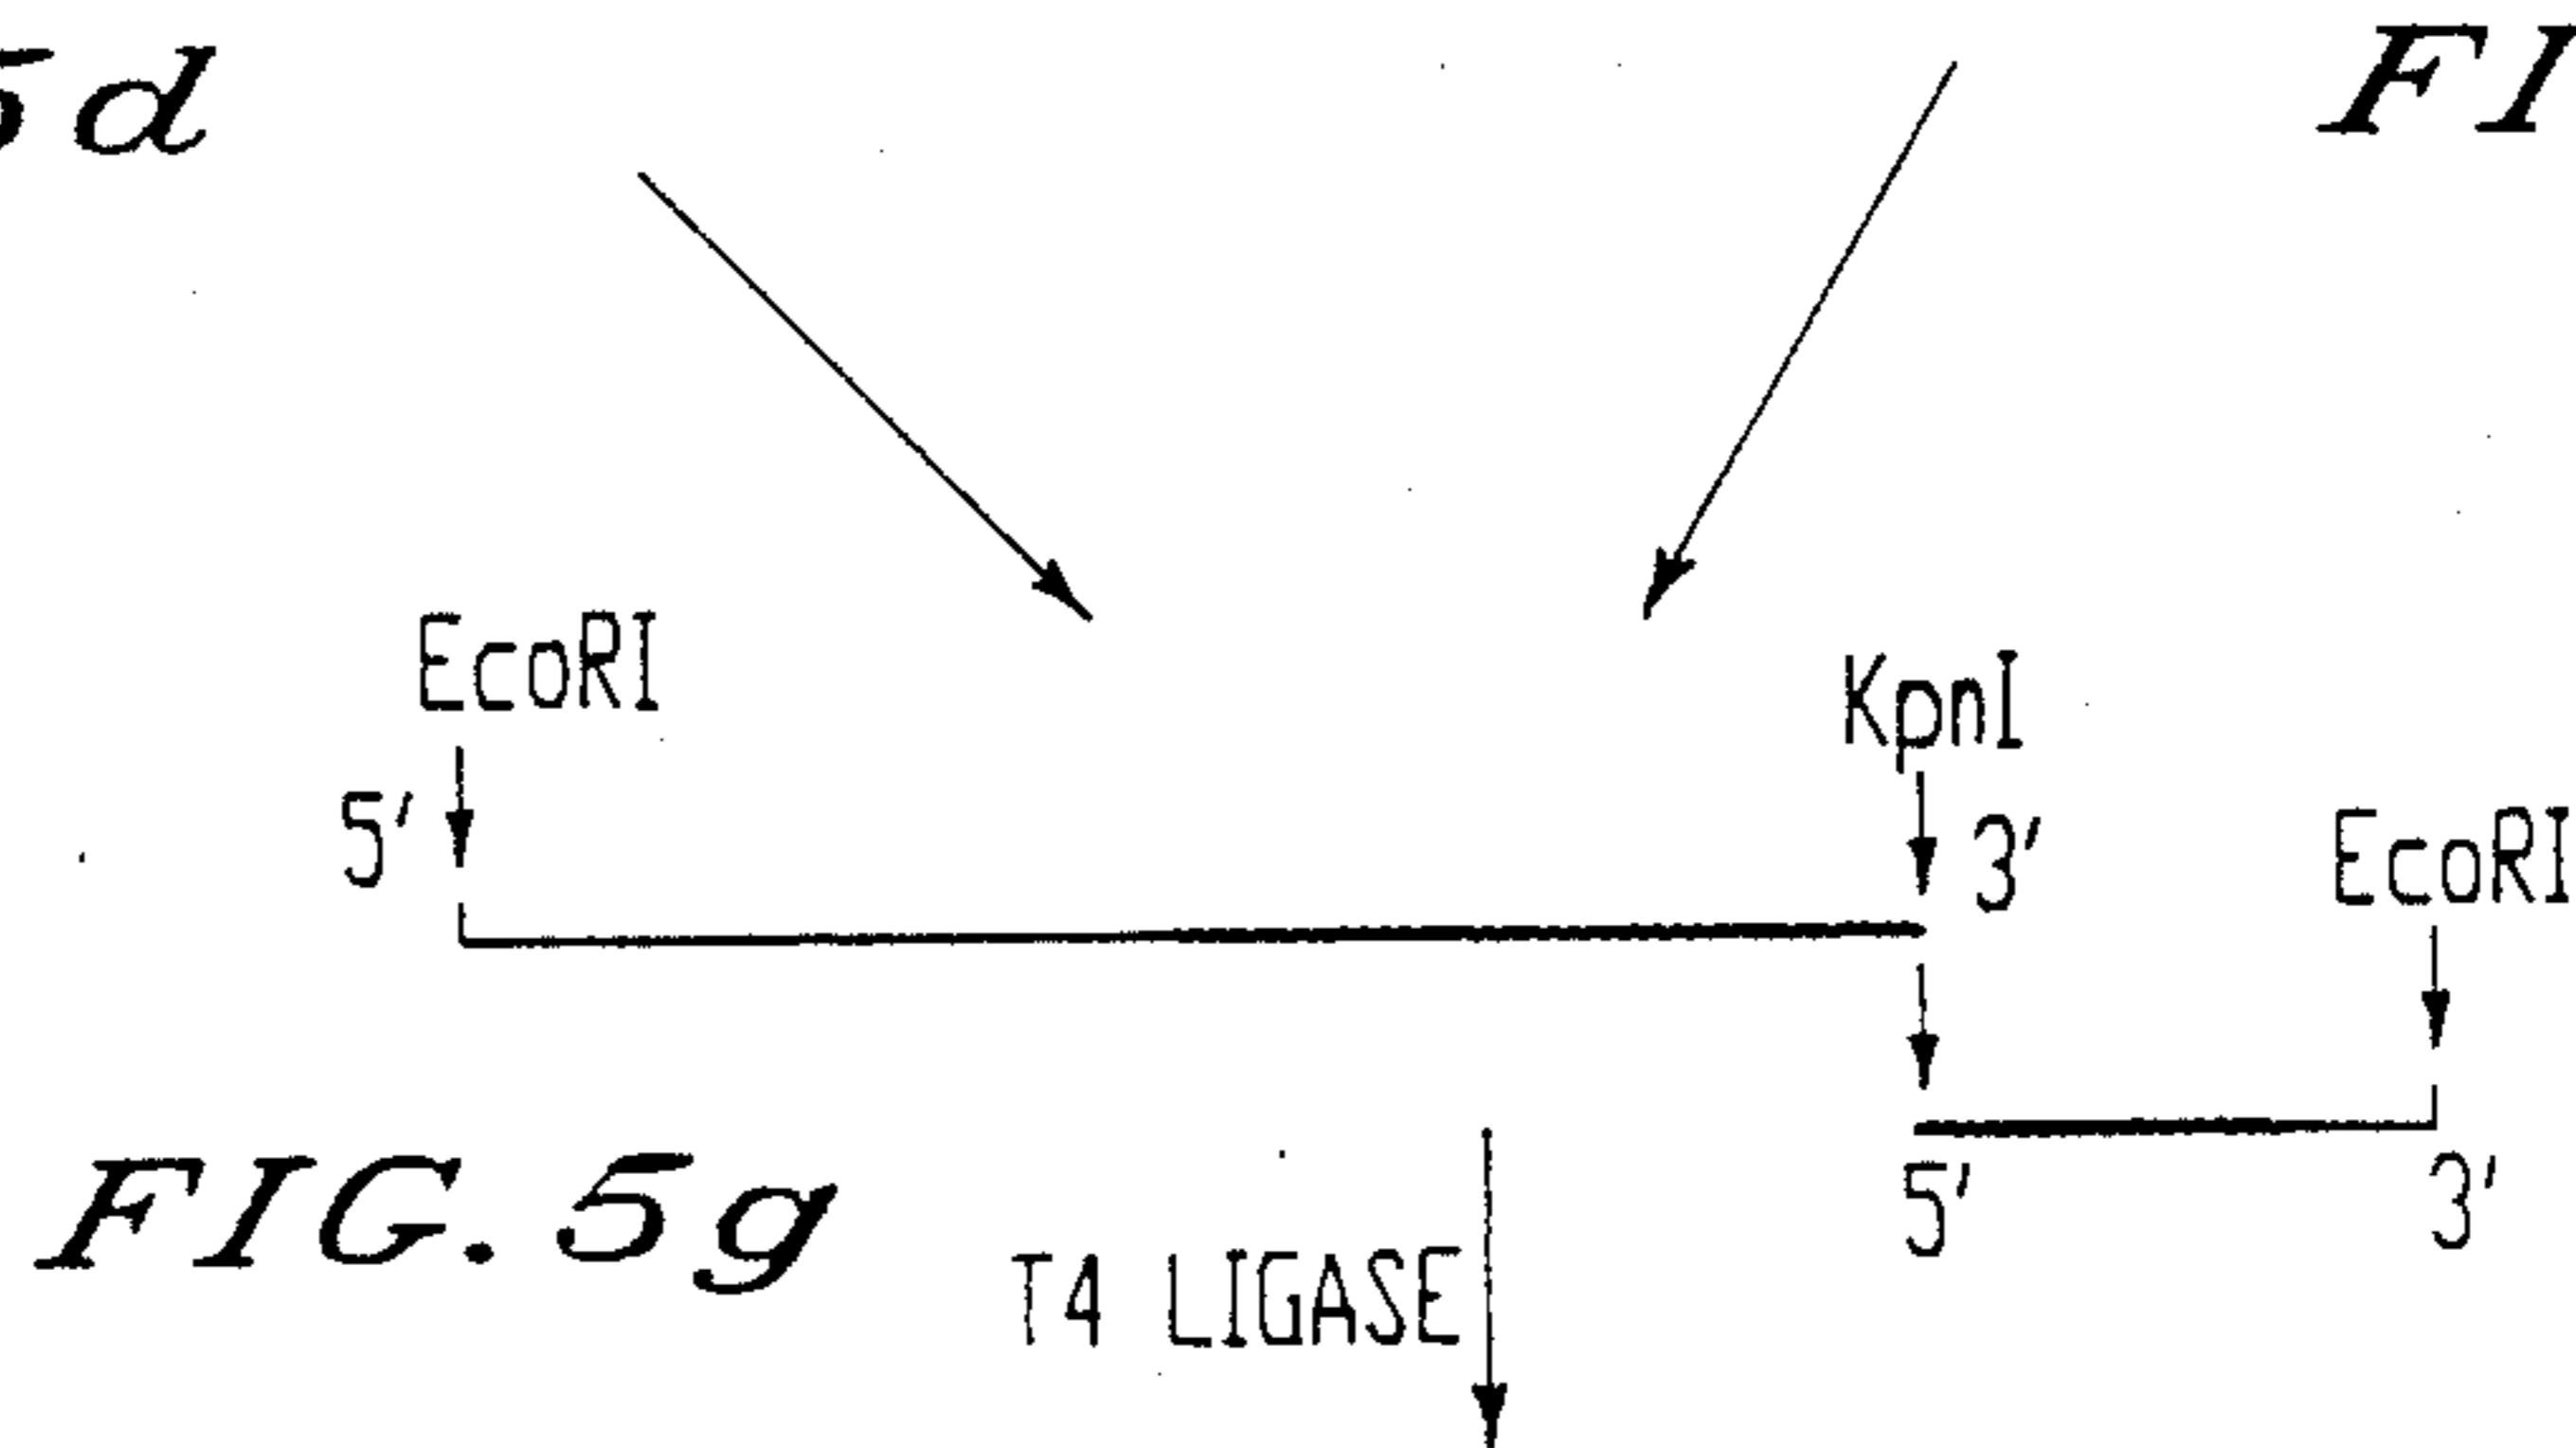 5d
FI
EcoRI
KpnI
5'
3'
EcoRI
FIG. 5g
5'
3'
T4 LIGASE